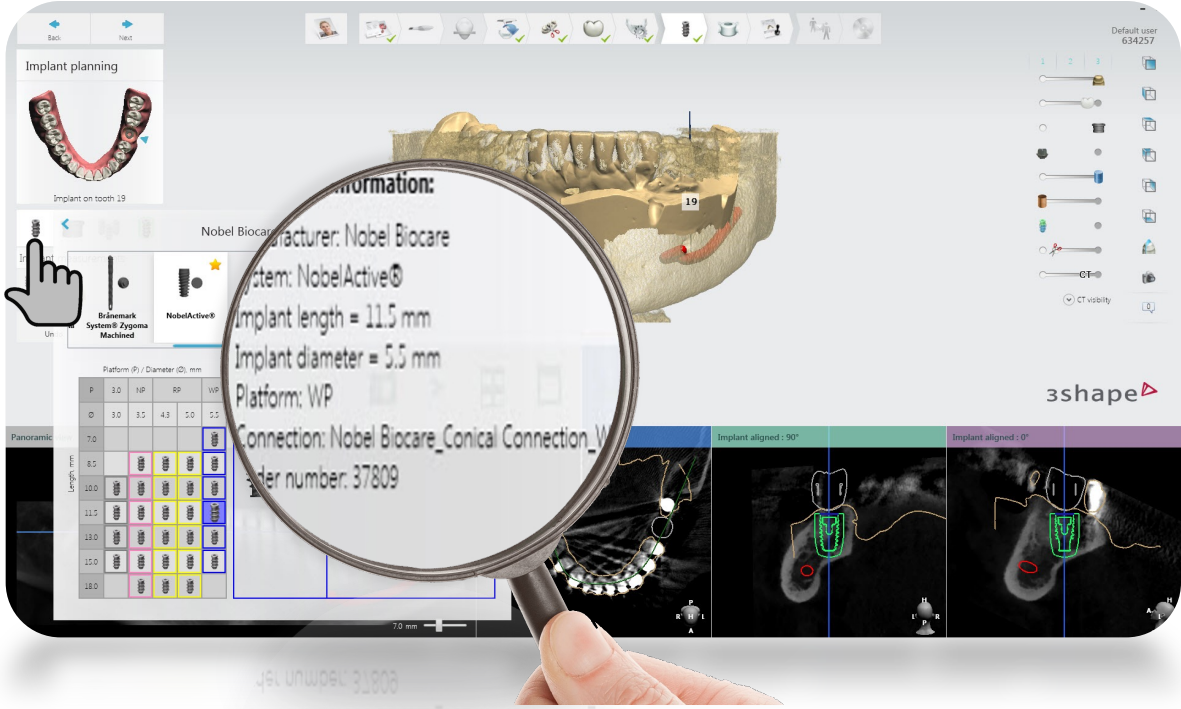 Back
Next
Default user
634257
Implant planning
1 2 3
Implant on tooth 19
19
CT
CT visibility
3shape
Nobel Biocar
Brånemark
System® Zygoma
Machined
NobelActive®
Un
Platform (P) / Diameter (Ø), mm
P 3.0 NP RP WP
Ø 3.0 3.5 4.3 5.0 5.5
Length, mm
7.0
8.5
10.0
11.5
13.0
15.0
18.0
formation:
acturer: Nobel Biocare
ystem: NobelActive®
Implant length = 11.5 mm
Implant diameter = 5.5 mm
Platform: WP
Connection: Nobel Biocare_Conical Connection_W
der number: 37809
Panoramic
Implant aligned : 90°
Implant aligned : 0°
7.0 mm
P
R H L
A
H
L R
P
H
A
L